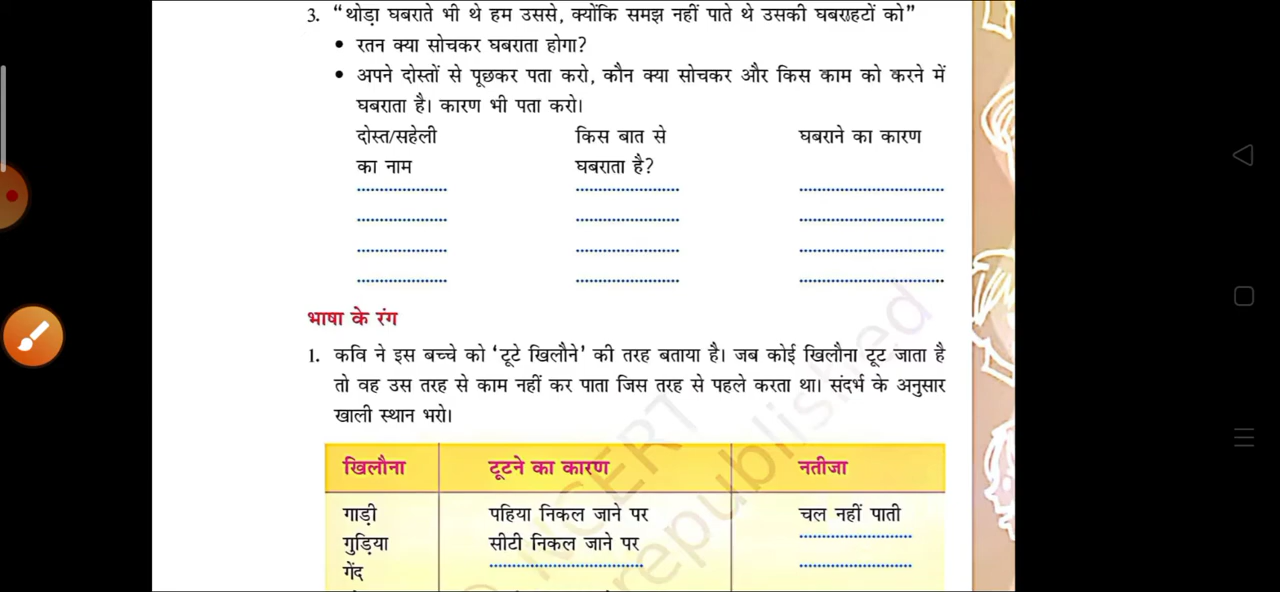 3. “थोड़ा घबराते भी थे हम उससे, क्योंकि समझ नहीं पाते थे उसकी घबराहटों को”
• रतन क्या सोचकर घबराता होगा?
• अपने दोस्तों से पूछकर पता करो, कौन क्या सोचकर और किस काम को करने में
घबराता है। कारण भी पता करो।
दोस्त/सहेली किस बात से घबराने का कारण
का नाम घबराता है?
भाषा के रंग
1. कवि ने इस बच्चे को ‘टूटे खिलौने’ की तरह बताया है। जब कोई खिलौना टूट जाता है
तो वह उस तरह से काम नहीं कर पाता जिस तरह से पहले करता था। संदर्भ के अनुसार
खाली स्थान भरो।
खिलौना टूटने का कारण नतीजा
गाड़ी पहिया निकल जाने पर चल नहीं पाती
गुड़िया सीटी निकल जाने पर
गेंद
NCERT
republished